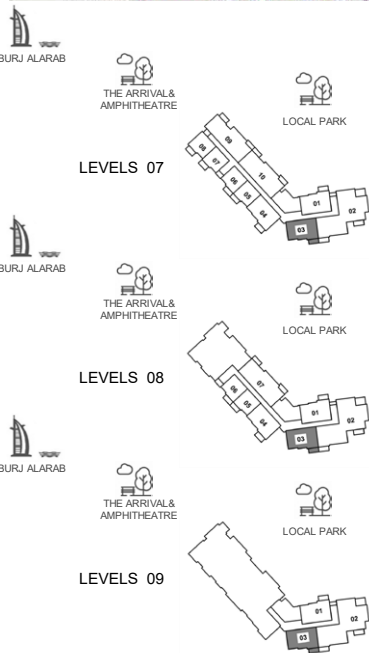 BURJ ALARAB
THE ARRIVAL&
AMPHITHEATRE
LOCAL PARK
LEVELS 07
08
09
07
10
06
05
04
01
02
03
BURJ ALARAB
THE ARRIVAL&
AMPHITHEATRE
LOCAL PARK
LEVELS 08
06
07
05
04
01
02
03
BURJ ALARAB
THE ARRIVAL&
AMPHITHEATRE
LOCAL PARK
LEVELS 09
01
02
03